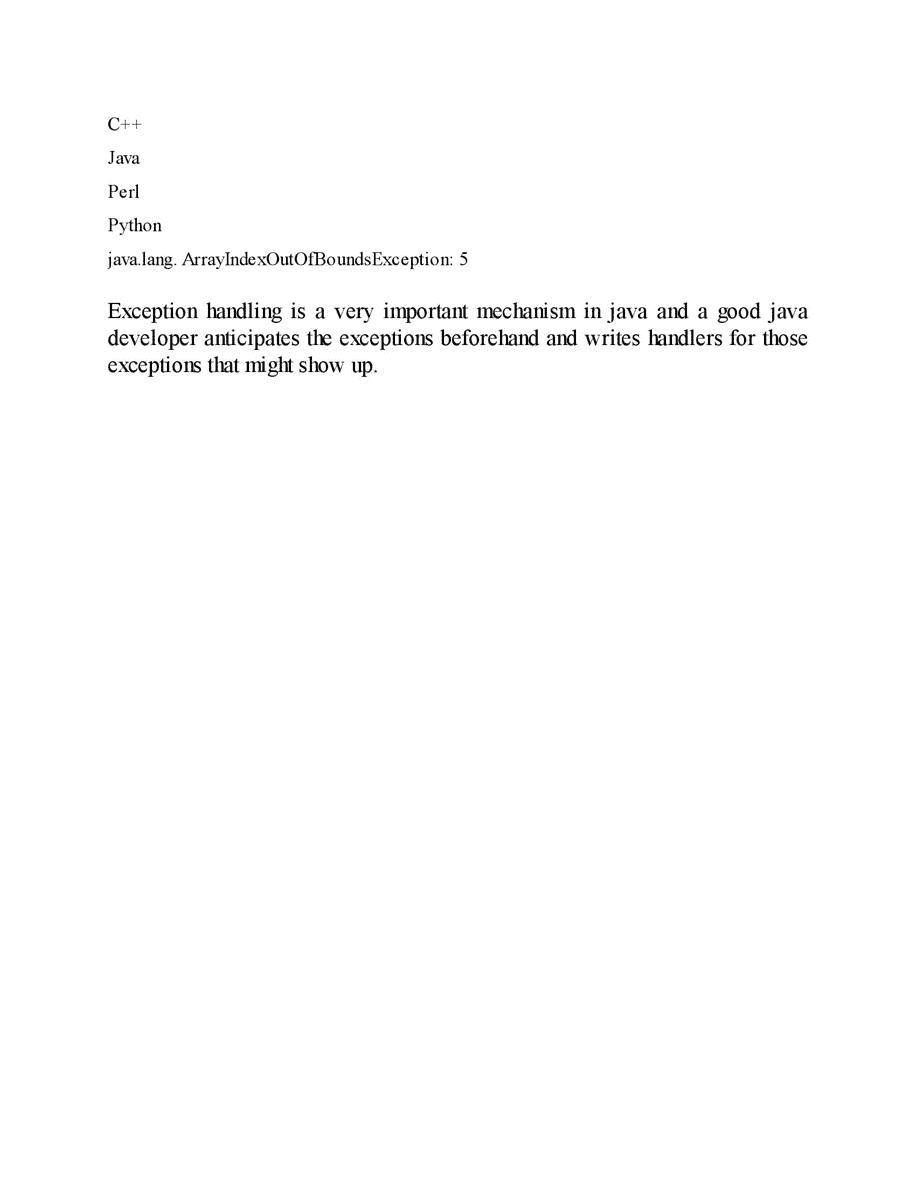 C++
Java
Perl
Python
java.lang. ArrayIndexOutOfBoundsException: 5
Exception handling is a very important mechanism in java and a good java
developer anticipates the exceptions beforehand and writes handlers for those
exceptions that might show up.